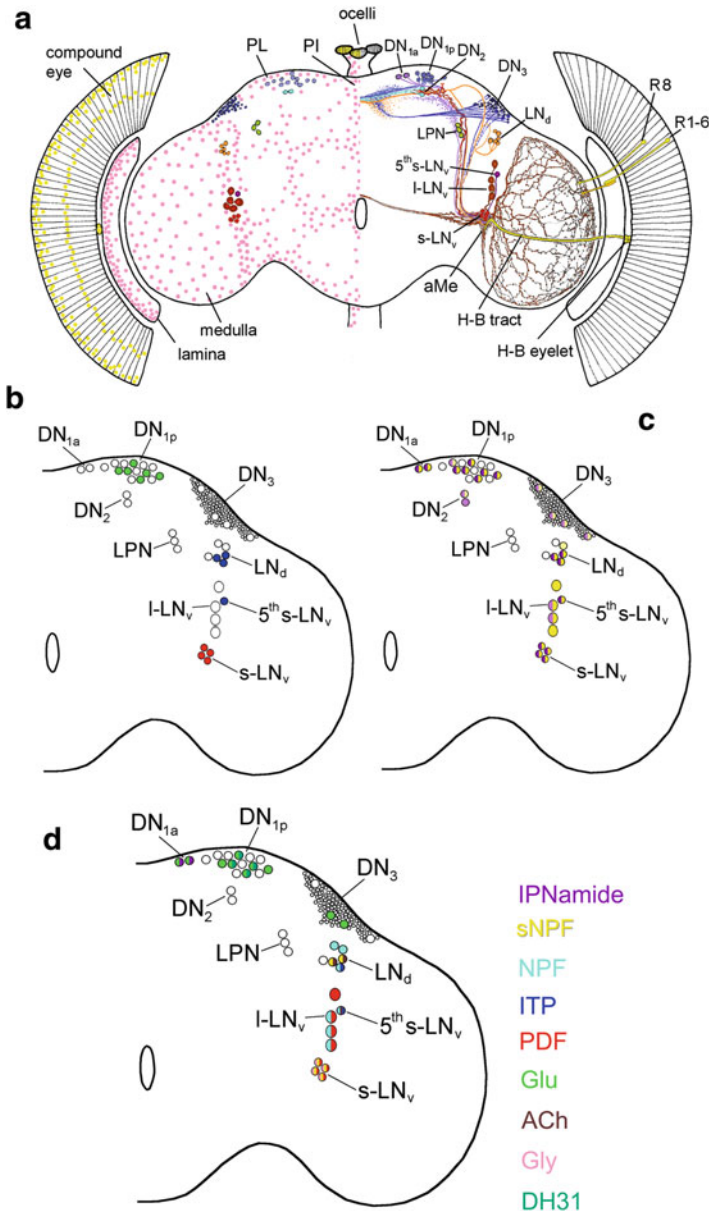 a
ocelli
compound eye
PL
PI
DN1a
DN1p
DN2
DN3
R8
R1-6
LPN
LNd
5th s-LNv
l-LNv
s-LNv
aMe
medulla
lamina
H-B tract
H-B eyelet
b
DN1a
DN1p
DN2
DN3
LPN
LNd
l-LNv
5th s-LNv
s-LNv
c
DN1a
DN1p
DN2
DN3
LPN
LNd
l-LNv
5th s-LNv
s-LNv
d
DN1a
DN1p
DN2
DN3
LPN
LNd
l-LNv
5th s-LNv
s-LNv
IPNamide
sNPF
NPF
ITP
PDF
Glu
ACh
Gly
DH31